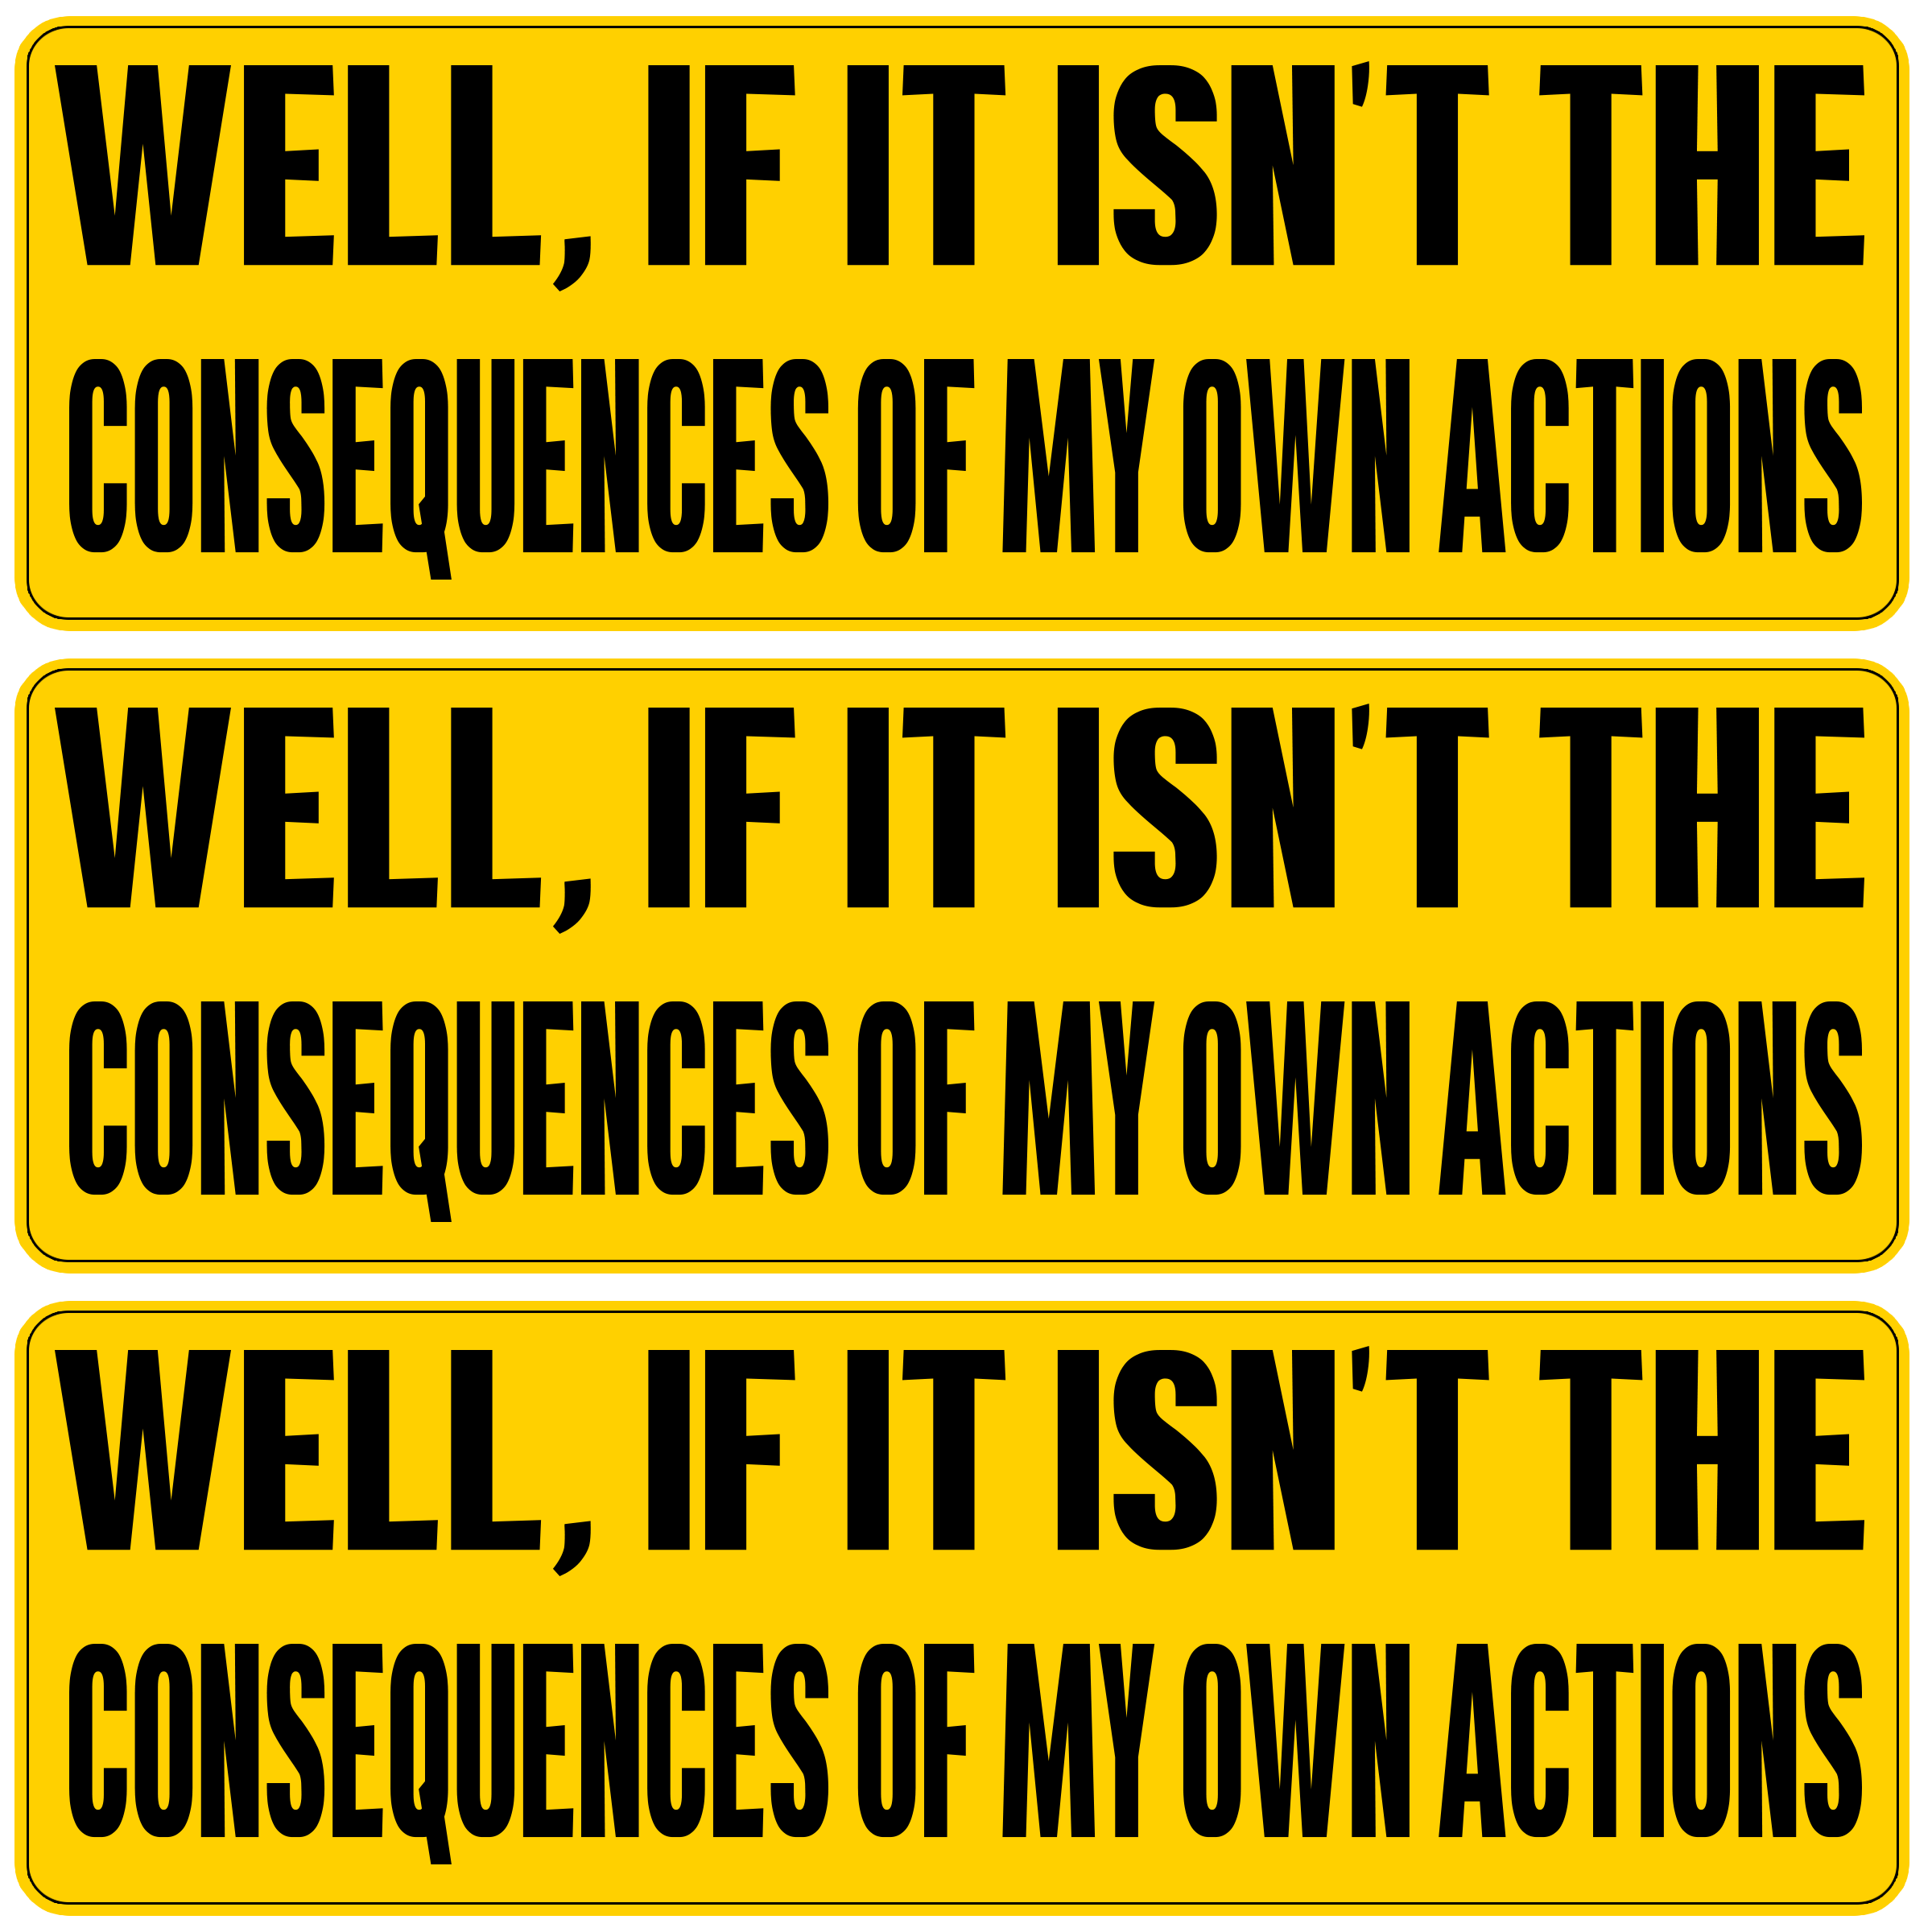 WELL, IF IT ISN'T THE
CONSEQUENCES OF MY OWN ACTIONS
WELL, IF IT ISN'T THE
CONSEQUENCES OF MY OWN ACTIONS
WELL, IF IT ISN'T THE
CONSEQUENCES OF MY OWN ACTIONS